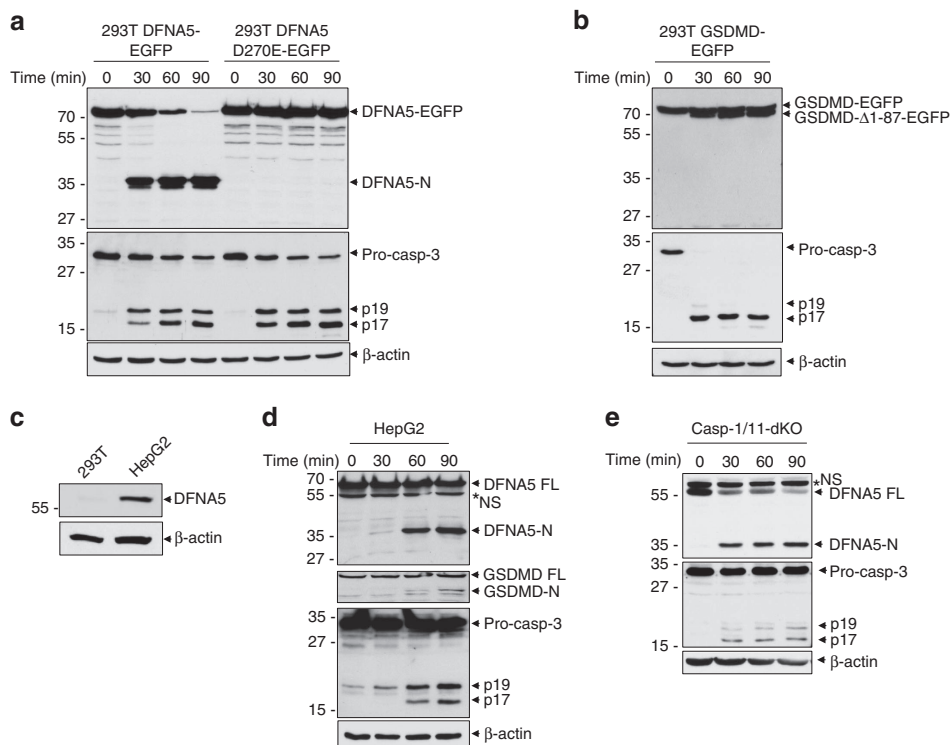 a
293T DFNA5-
EGFP
293T DFNA5
D270E-EGFP
Time (min) 0 30 60 90 0 30 60 90
70 -
55 -
35 -
27 -
DFNA5-EGFP
DFNA5-N
35 -
27 -
15 -
Pro-casp-3
p19
p17
β-actin
b
293T GSDMD-
EGFP
Time (min) 0 30 60 90
70 -
55 -
35 -
27 -
GSDMD-EGFP
GSDMD-Δ1-87-EGFP
35 -
27 -
15 -
Pro-casp-3
p19
p17
β-actin
c
293T
HepG2
55 -
DFNA5
β-actin
d
HepG2
Time (min) 0 30 60 90
70 -
55 -
35 -
27 -
DFNA5 FL
*NS
DFNA5-N
GSDMD FL
GSDMD-N
35 -
27 -
15 -
Pro-casp-3
p19
p17
β-actin
e
Casp-1/11-dKO
Time (min) 0 30 60 90
55 -
35 -
*NS
DFNA5 FL
DFNA5-N
35 -
27 -
15 -
Pro-casp-3
p19
p17
β-actin